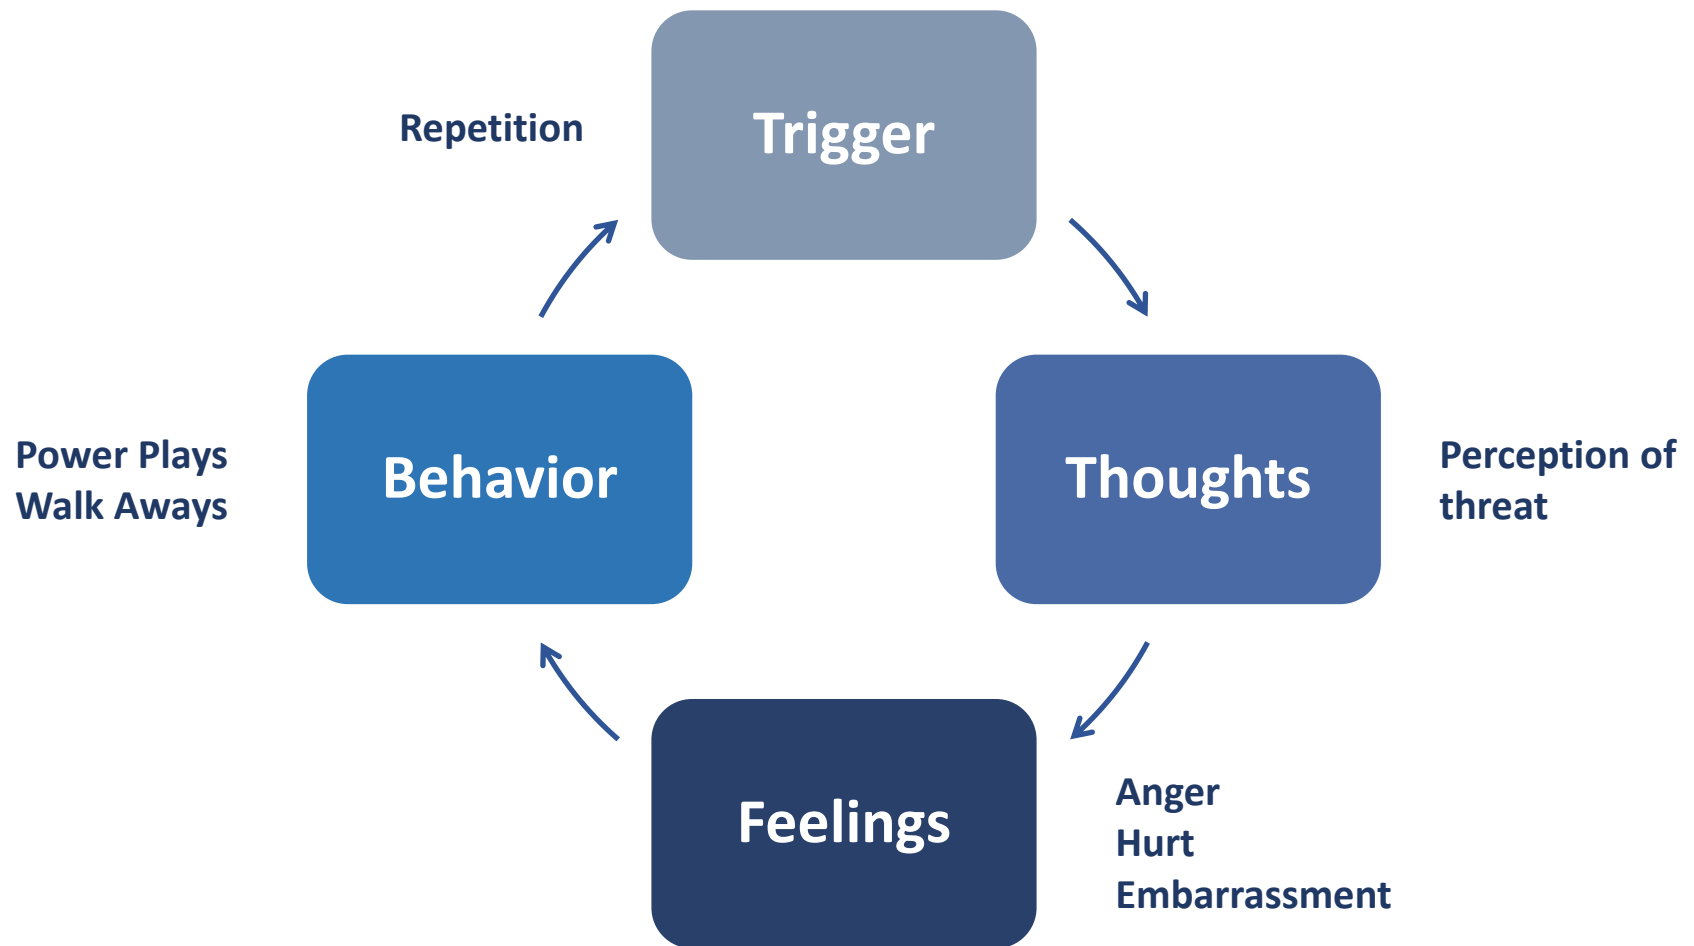 Repetition
Trigger
Power Plays
Walk Aways
Behavior
Thoughts
Perception of
threat
Feelings
Anger
Hurt
Embarrassment